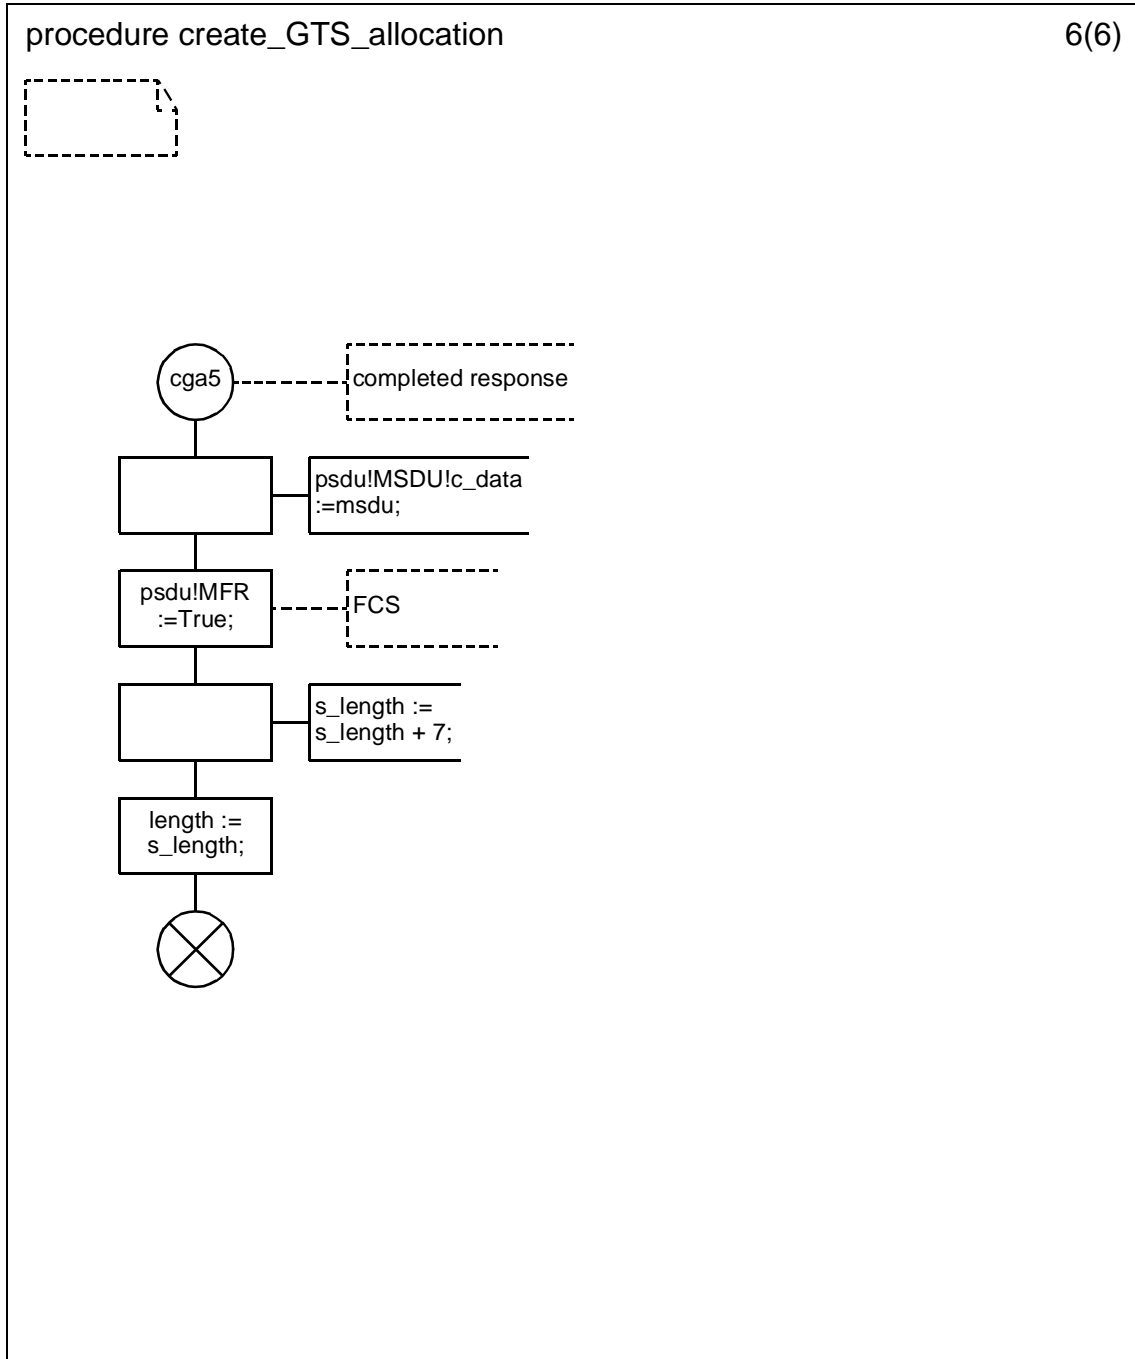 procedure create_GTS_allocation
6(6)
cga5
completed response
psdu!MSDU!c_data
:=msdu;
psdu!MFR
:=True;
FCS
s_length :=
s_length + 7;
length :=
s_length;